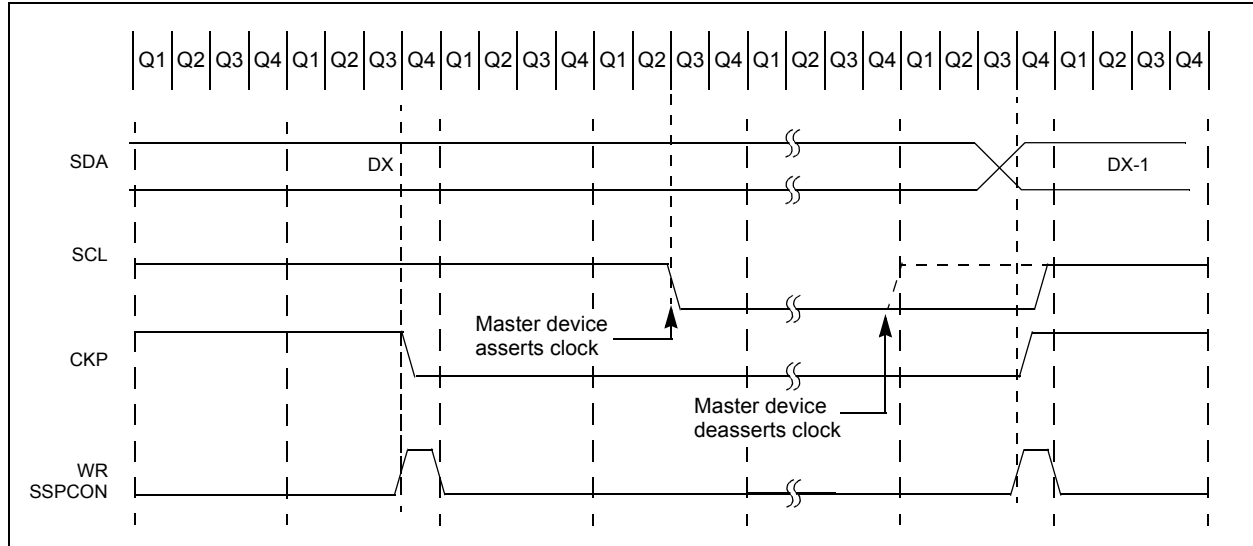 Q1 Q2 Q3 Q4 Q1 Q2 Q3 Q4 Q1 Q2 Q3 Q4 Q1 Q2 Q3 Q4 Q1 Q2 Q3 Q4 Q1 Q2 Q3 Q4 Q1 Q2 Q3 Q4
SDA DX DX-1
SCL
Master device
asserts clock
CKP
Master device
deasserts clock
WR
SSPCON